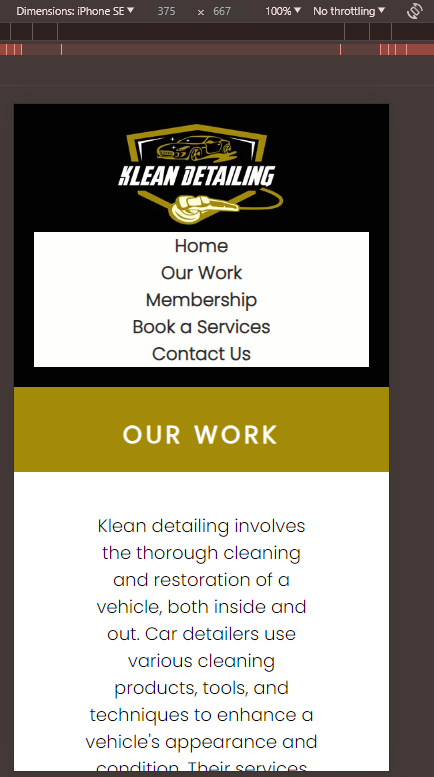 Dimensions: iPhone SE ▼ 375 × 667 100% ▼ No throttling ▼
KLEAN DETAILING
Home
Our Work
Membership
Book a Services
Contact Us
OUR WORK
Klean detailing involves
the thorough cleaning
and restoration of a
vehicle, both inside and
out. Car detailers use
various cleaning
products, tools, and
techniques to enhance a
vehicle's appearance and
condition. Their services